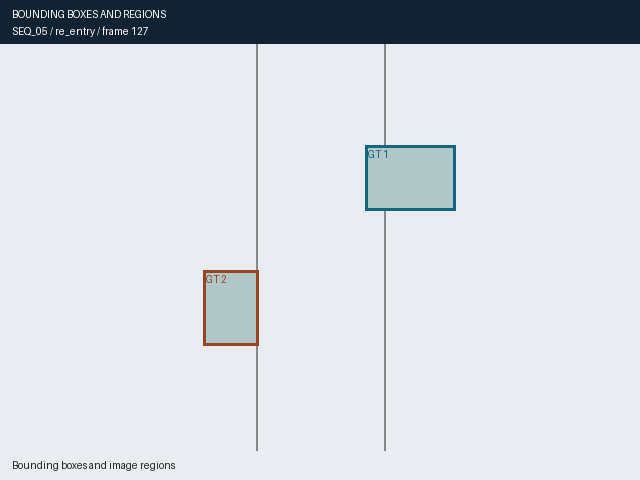 BOUNDING BOXES AND REGIONS
SEQ_05 / re_entry / frame 127
GT1
GT2
Bounding boxes and image regions